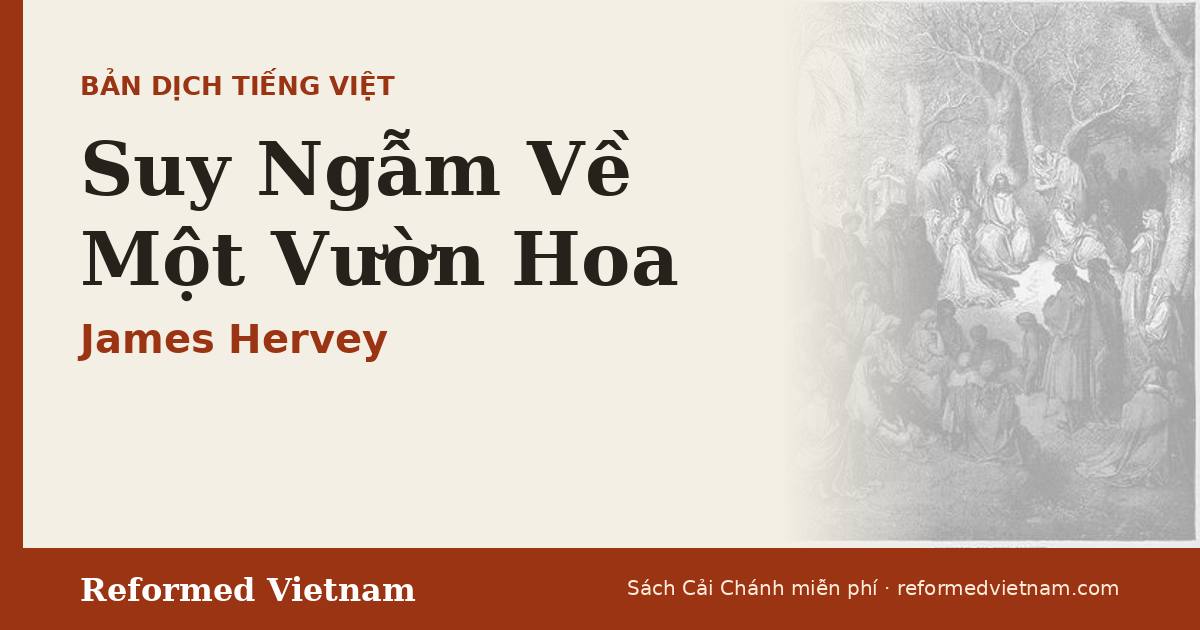 BẢN DỊCH TIẾNG VIỆT
Suy Ngẫm Về
Một Vườn Hoa
James Hervey
Reformed Vietnam
Sách Cải Chánh miễn phí · reformedvietnam.com